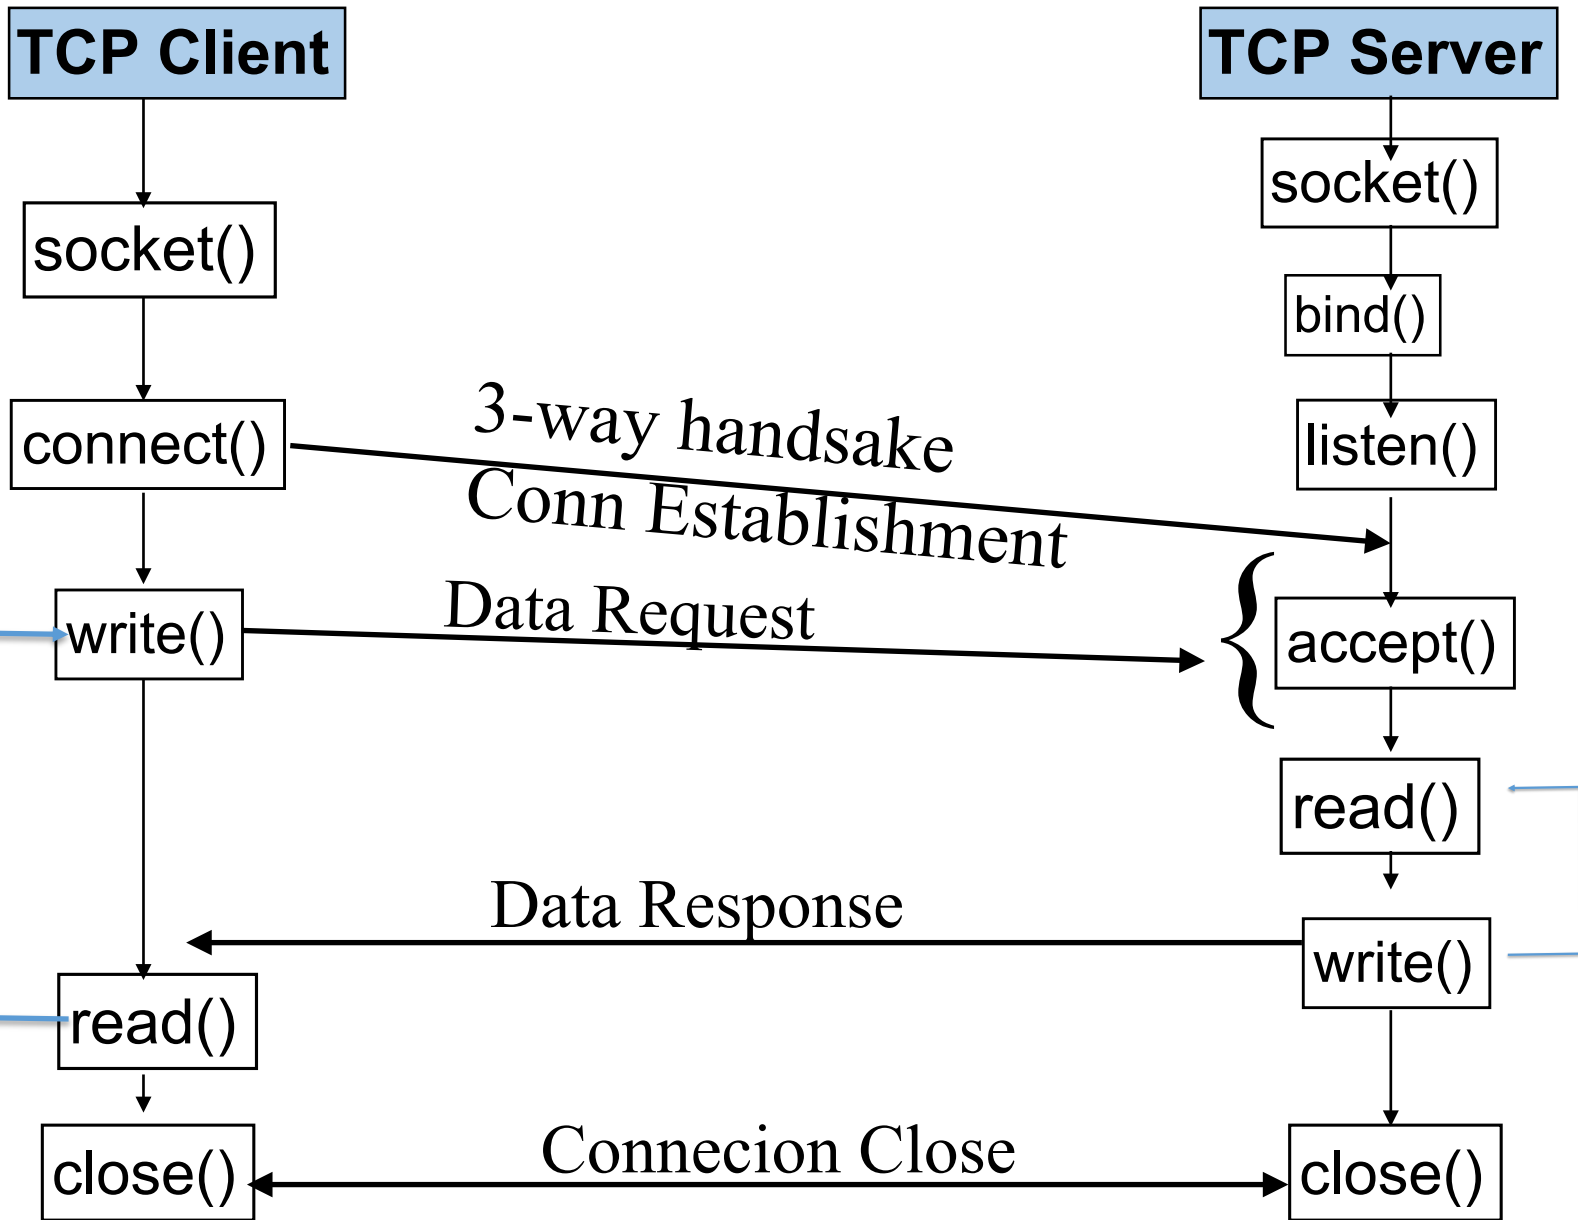 TCP Client
TCP Server
socket()
socket()
bind()
connect()
3-way handsake
listen()
Conn Establishment
write()
Data Request
accept()
read()
Data Response
write()
read()
close()
Connecion Close
close()